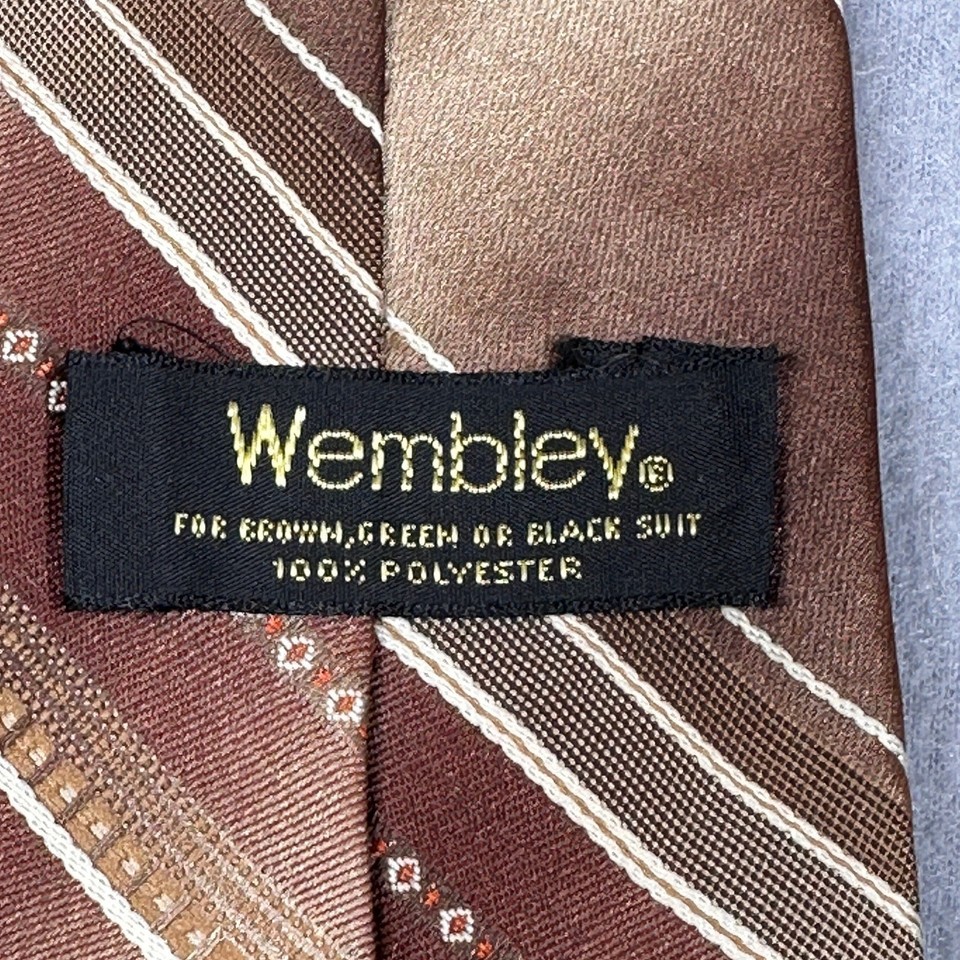 Wembley®
FOR BROWN, GREEN OR BLACK SUIT
100% POLYESTER